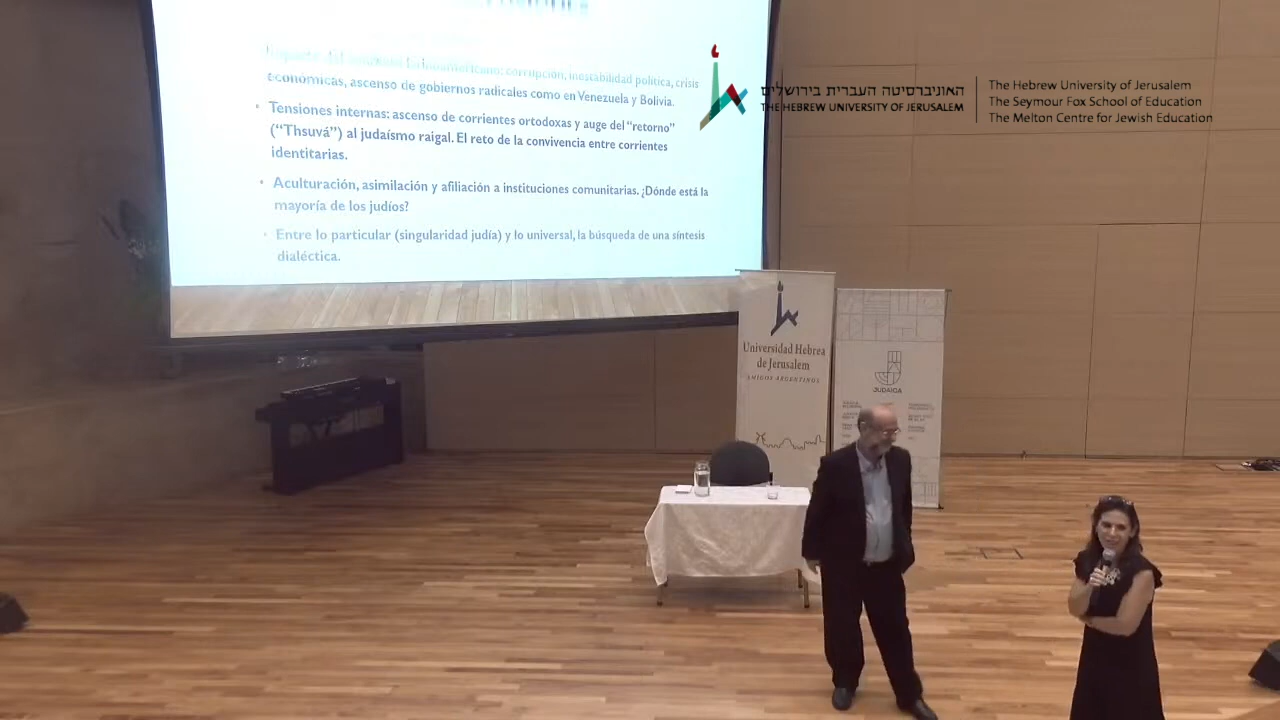 económicas, ascenso de gobiernos radicales como en Venezuela y Bolivia.
• Tensiones internas: ascenso de corrientes ortodoxas y auge del "retorno"
("Thsuvá") al judaísmo raigal. El reto de la convivencia entre corrientes
identitarias.
• Aculturación, asimilación y afiliación a instituciones comunitarias. ¿Dónde está la
mayoría de los judíos?
• Entre lo particular (singularidad judía) y lo universal, la búsqueda de una síntesis
dialéctica.
האוניברסיטה העברית בירושלים
THE HEBREW UNIVERSITY OF JERUSALEM
The Hebrew University of Jerusalem
The Seymour Fox School of Education
The Melton Centre for Jewish Education
Universidad Hebrea
de Jerusalem
AMIGOS ARGENTINOS
JUDAICA